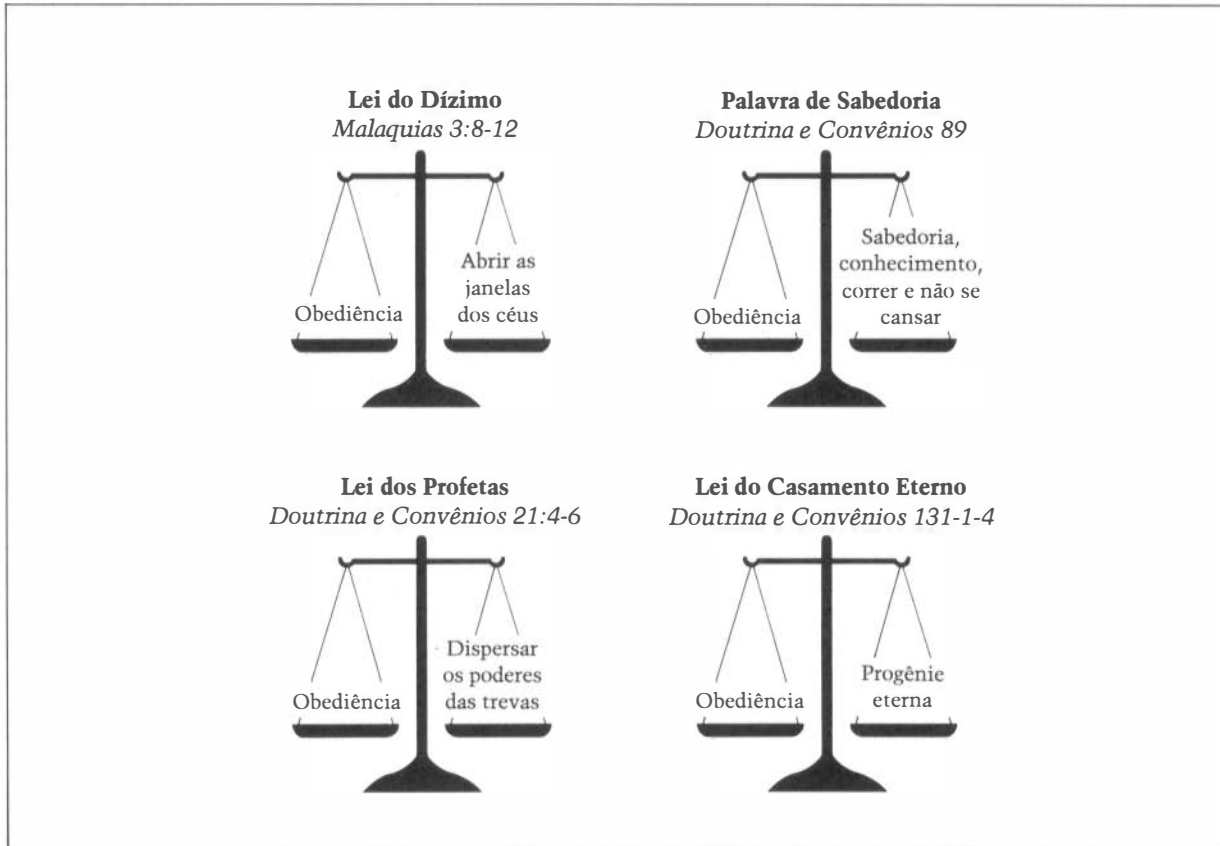 Lei do Dízimo
Malaquias 3:8-12
Obediência
Abrir as
janelas
dos céus
Palavra de Sabedoria
Doutrina e Convênios 89
Obediência
Sabedoria,
conhecimento,
correr e não se
cansar
Lei dos Profetas
Doutrina e Convênios 21:4-6
Obediência
Dispersar
os poderes
das trevas
Lei do Casamento Eterno
Doutrina e Convênios 131-1-4
Obediência
Progênie
eterna